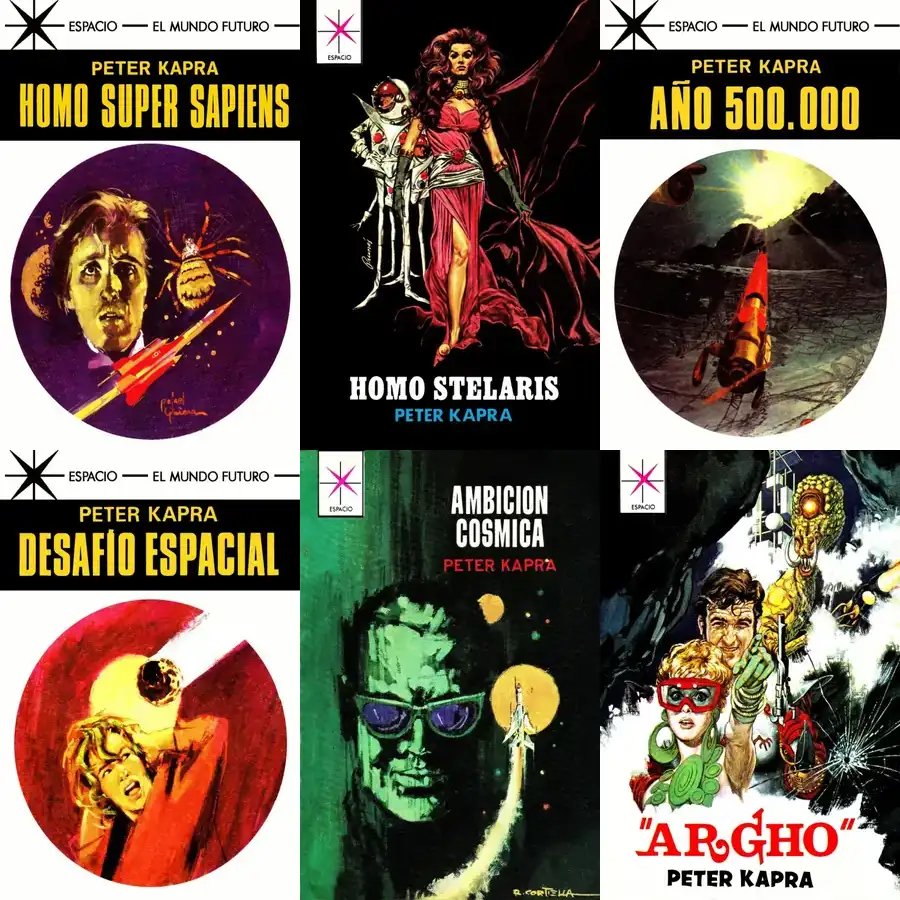 ESPACIO — EL MUNDO FUTURO
PETER KAPRA
HOMO SUPER SAPIENS
ESPACIO
HOMO STELARIS
PETER KAPRA
ESPACIO — EL MUNDO FUTURO
PETER KAPRA
AÑO 500.000
ESPACIO — EL MUNDO FUTURO
PETER KAPRA
DESAFÍO ESPACIAL
ESPACIO
AMBICION
COSMICA
PETER KAPRA
R. CORTIELLA
ESPACIO
"ARGHO"
PETER KAPRA